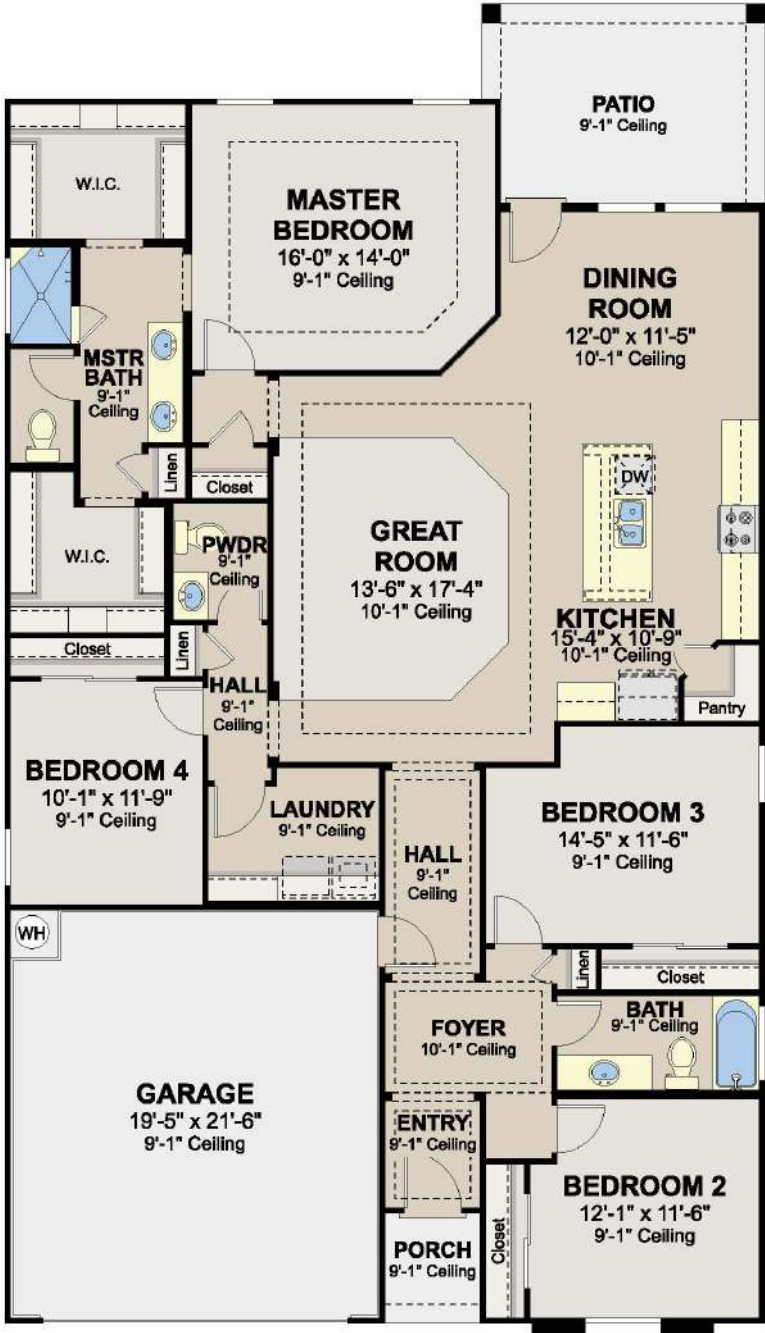 PATIO
9'-1" Ceiling
W.I.C.
MASTER
BEDROOM
16'-0" x 14'-0"
9'-1" Ceiling
DINING
ROOM
12'-0" x 11'-5"
10'-1" Ceiling
MSTR
BATH
9'-1"
Ceiling
Linen
Closet
DW
W.I.C.
PWDR
9'-1"
Ceiling
GREAT
ROOM
13'-6" x 17'-4"
10'-1" Ceiling
KITCHEN
15'-4" x 10'-9"
10'-1" Ceiling
Closet
Linen
HALL
9'-1"
Ceiling
Pantry
BEDROOM 4
10'-1" x 11'-9"
9'-1" Ceiling
LAUNDRY
9'-1" Ceiling
HALL
9'-1"
Ceiling
BEDROOM 3
14'-5" x 11'-6"
9'-1" Ceiling
WH
Linen
Closet
FOYER
10'-1" Ceiling
BATH
9'-1" Ceiling
GARAGE
19'-5" x 21'-6"
9'-1" Ceiling
ENTRY
9'-1" Ceiling
BEDROOM 2
12'-1" x 11'-6"
9'-1" Ceiling
Closet
PORCH
9'-1" Ceiling